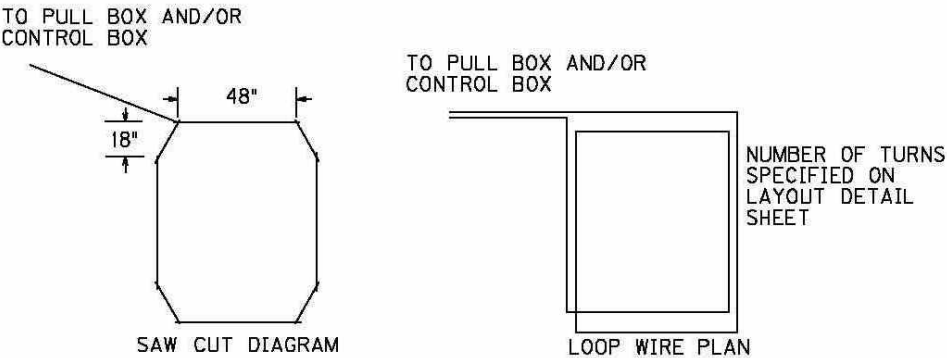 TO PULL BOX AND/OR
CONTROL BOX
48"
18"
SAW CUT DIAGRAM
TO PULL BOX AND/OR
CONTROL BOX
NUMBER OF TURNS
SPECIFIED ON
LAYOUT DETAIL
SHEET
LOOP WIRE PLAN